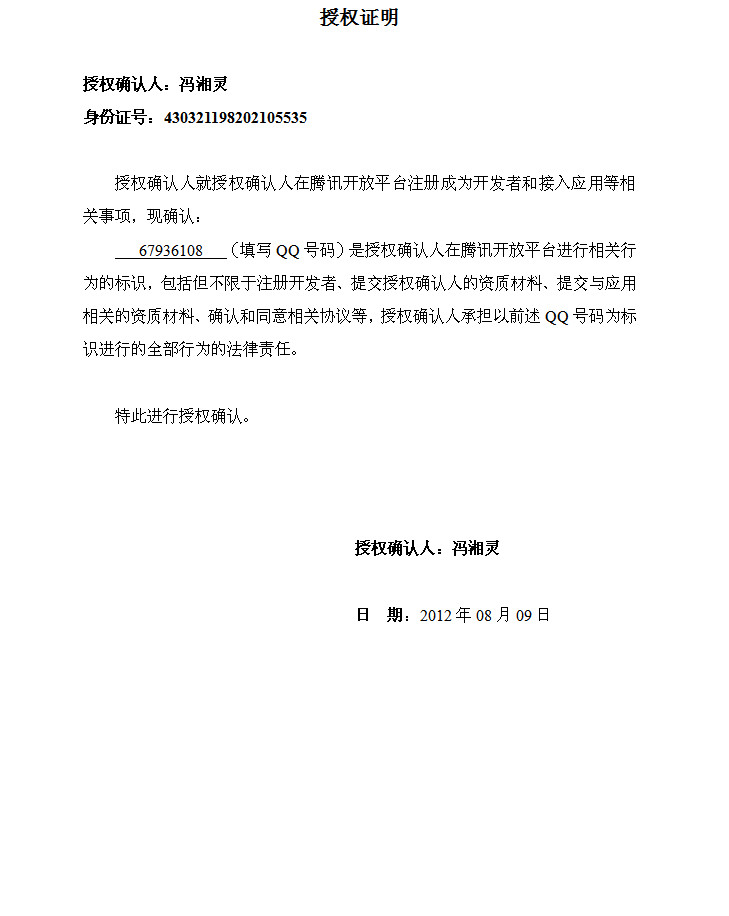 授权证明
授权确认人：冯湘灵
身份证号：430321198202105535
授权确认人就授权确认人在腾讯开放平台注册成为开发者和接入应用等相
关事项，现确认：
67936108 （填写 QQ 号码）是授权确认人在腾讯开放平台进行相关行
为的标识，包括但不限于注册开发者、提交授权确认人的资质材料、提交与应用
相关的资质材料、确认和同意相关协议等，授权确认人承担以前述 QQ 号码为标
识进行的全部行为的法律责任。
特此进行授权确认。
授权确认人：冯湘灵
日 期：2012 年 08 月 09 日